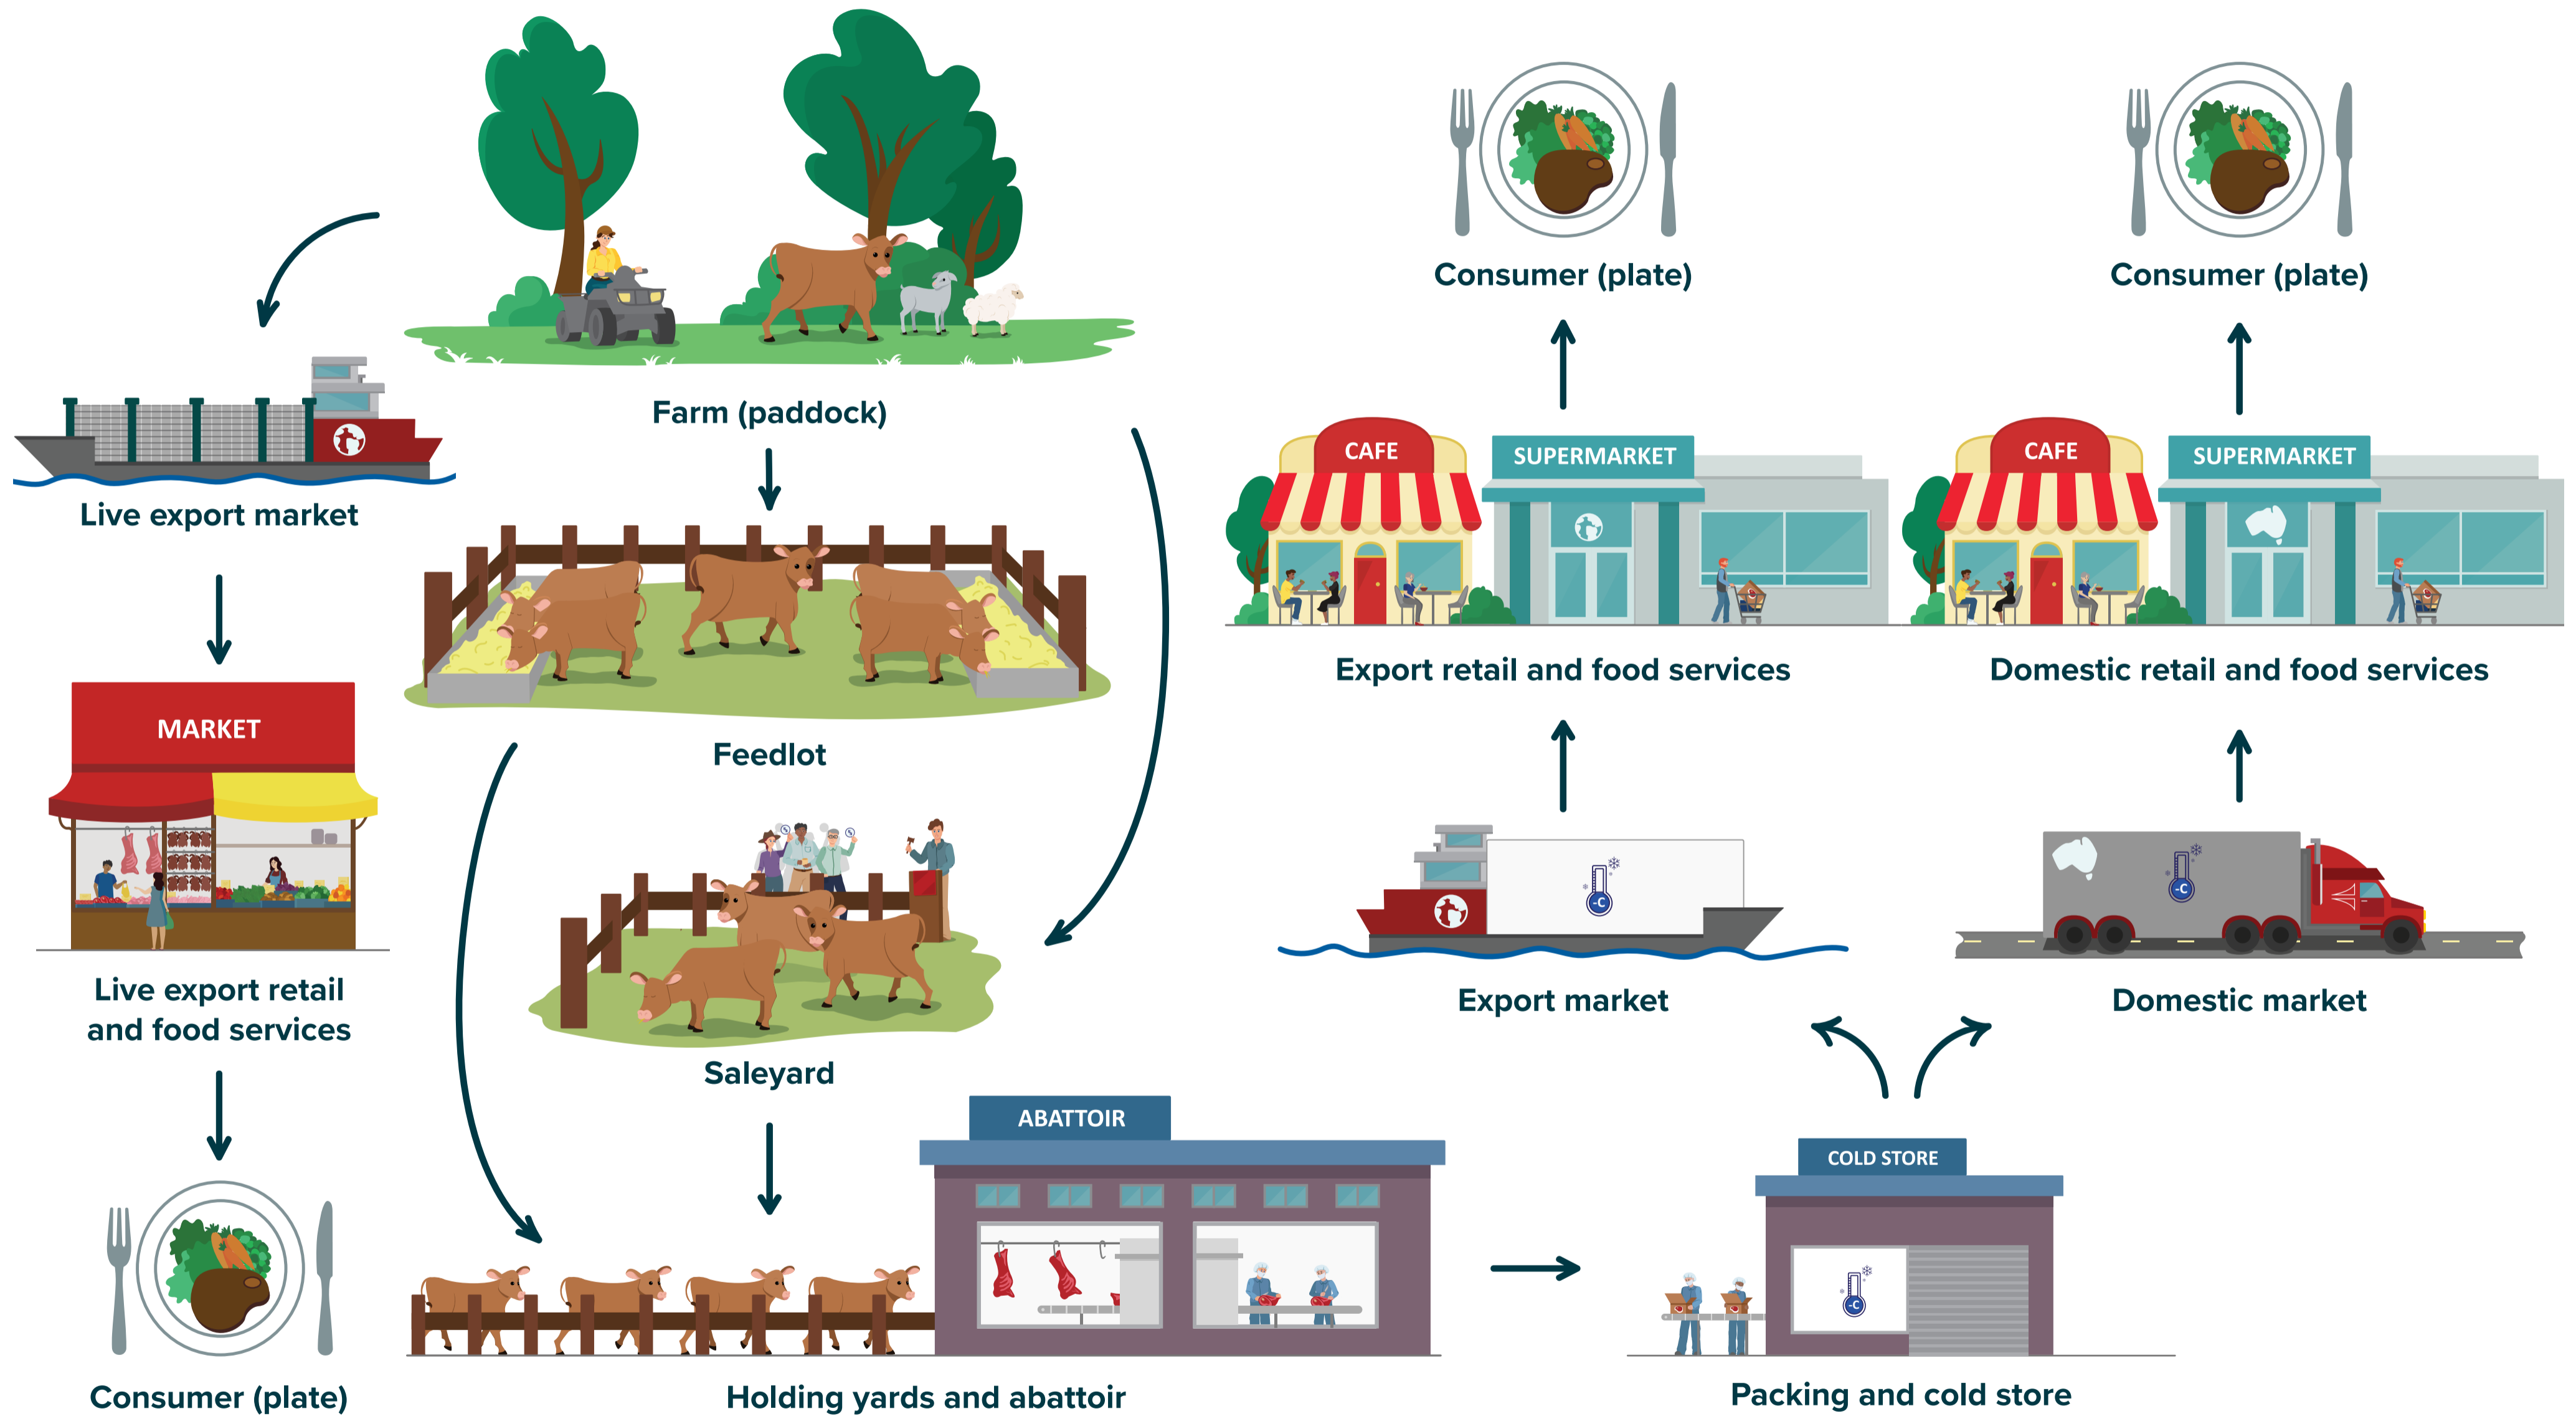 Farm (paddock)
Live export market
MARKET
Live export retail
and food services
Consumer (plate)
Feedlot
Saleyard
ABATTOIR
Holding yards and abattoir
COLD STORE
-C
Packing and cold store
-C
Export market
CAFE
SUPERMARKET
Export retail and food services
Consumer (plate)
-C
Domestic market
CAFE
SUPERMARKET
Domestic retail and food services
Consumer (plate)